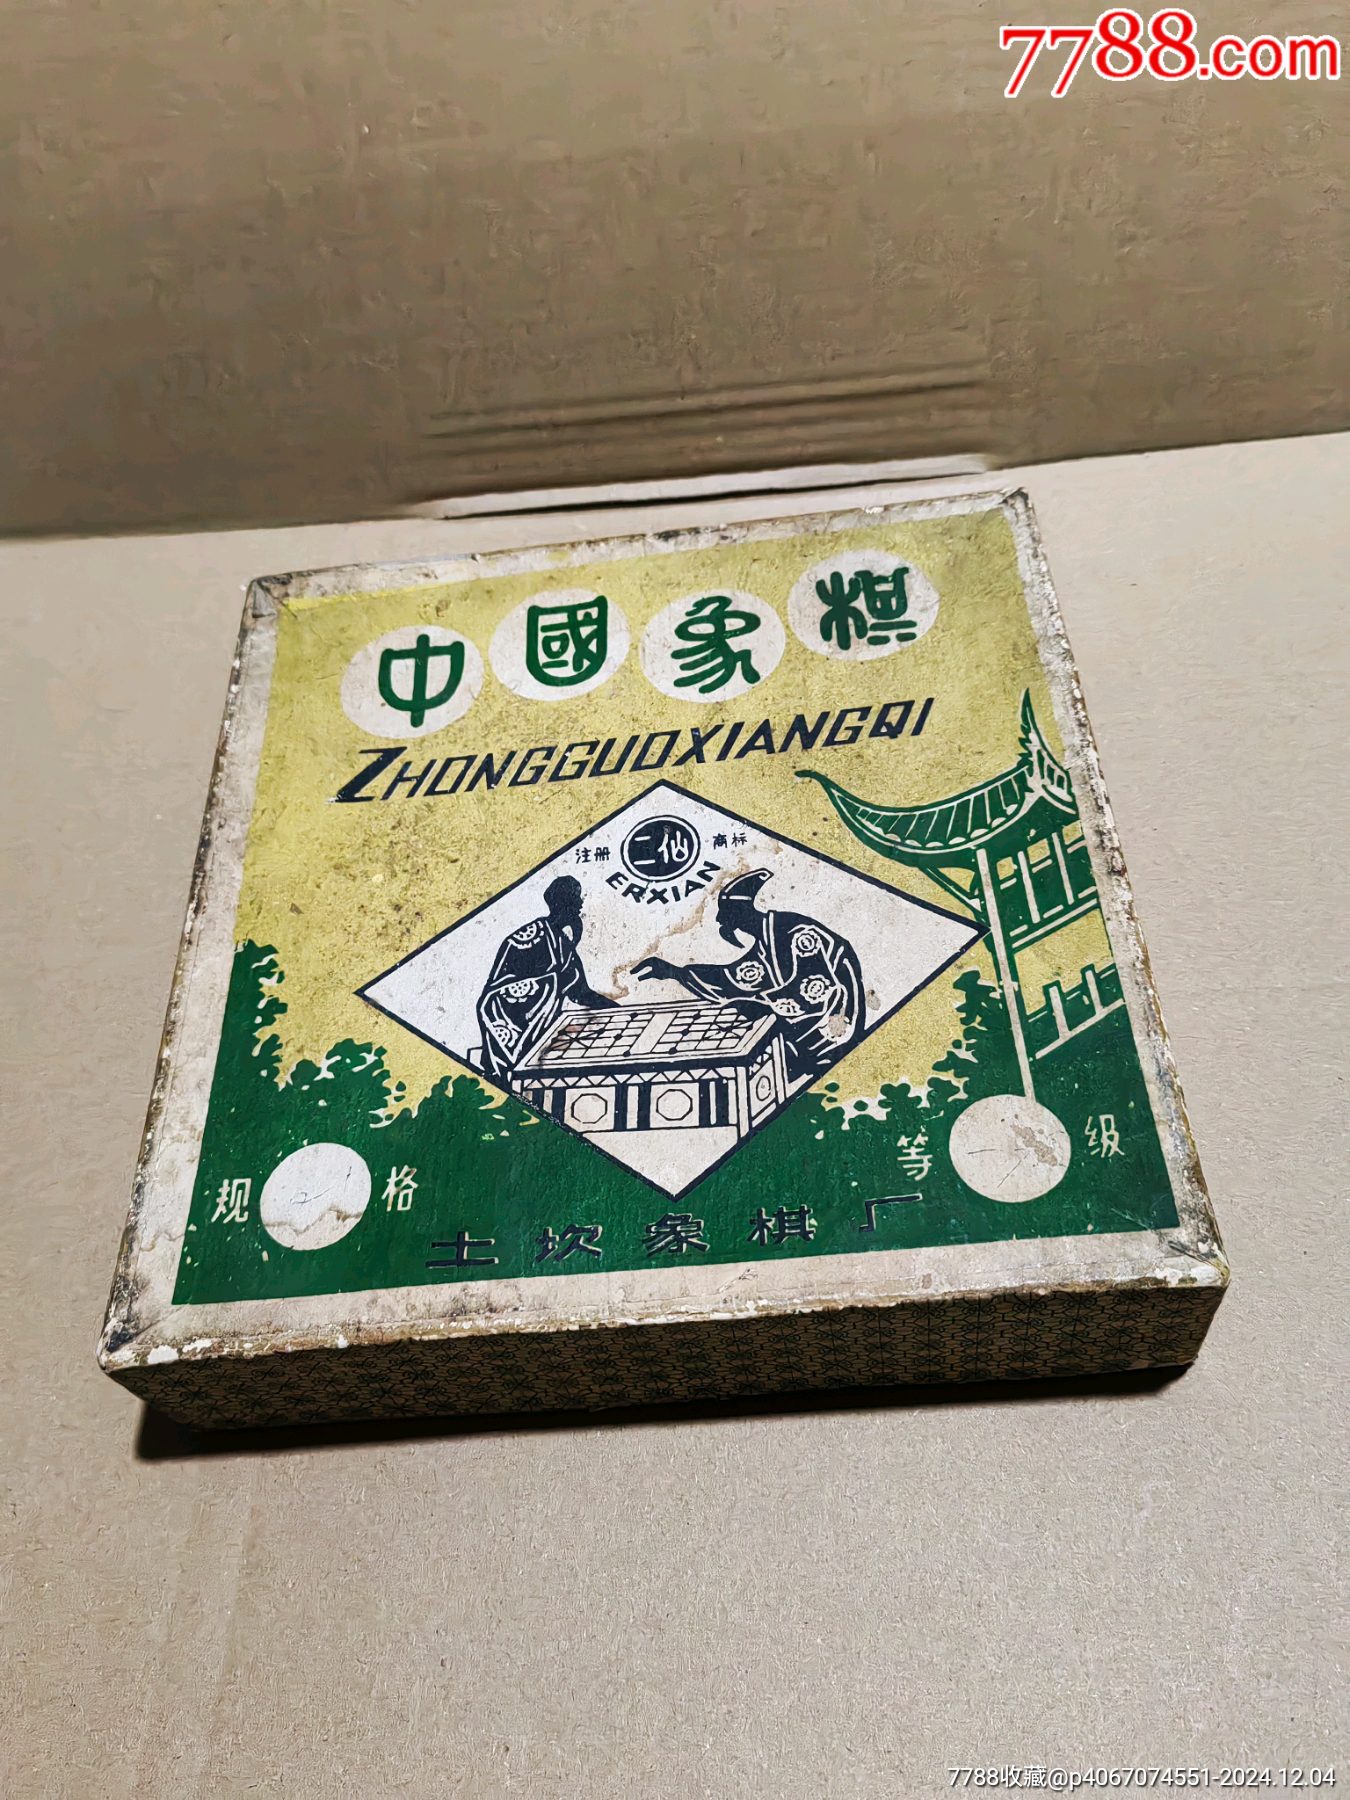 7788.com
中國象棋
ZHONGGUOXIANGQI
注册 二仙 商标
ERXIAN
规 格 等 级
土坎象棋厂
7788收藏@p4067074551-2024.12.04